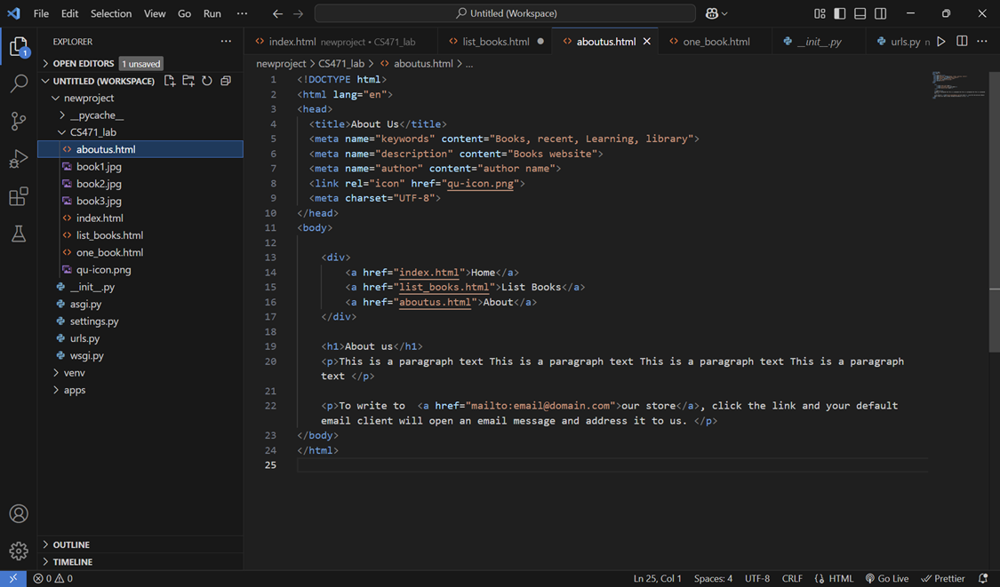 File Edit Selection View Go Run ··· Untitled (Workspace)
EXPLORER ···
OPEN EDITORS 1 unsaved
UNTITLED (WORKSPACE)
newproject
__pycache__
CS471_lab
aboutus.html
book1.jpg
book2.jpg
book3.jpg
index.html
list_books.html
one_book.html
qu-icon.png
__init__.py
asgi.py
settings.py
urls.py
wsgi.py
venv
apps
OUTLINE
TIMELINE
1
index.html newproject • CS471_lab list_books.html ● aboutus.html one_book.html __init__.py urls.py n ···
newproject > CS471_lab > <> aboutus.html > ...
1 <!DOCTYPE html>
2 <html lang="en">
3 <head>
4 <title>About Us</title>
5 <meta name="keywords" content="Books, recent, Learning, library">
6 <meta name="description" content="Books website">
7 <meta name="author" content="author name">
8 <link rel="icon" href="qu-icon.png">
9 <meta charset="UTF-8">
10 </head>
11 <body>
12
13 <div>
14 <a href="index.html">Home</a>
15 <a href="list_books.html">List Books</a>
16 <a href="aboutus.html">About</a>
17 </div>
18
19 <h1>About us</h1>
20 <p>This is a paragraph text This is a paragraph text This is a paragraph text This is a paragraph
text </p>
21
22 <p>To write to  <a href="mailto:email@domain.com">our store</a>, click the link and your default
email client will open an email message and address it to us. </p>
23 </body>
24 </html>
25
0 0 Ln 25, Col 1 Spaces: 4 UTF-8 CRLF {} HTML Go Live Prettier